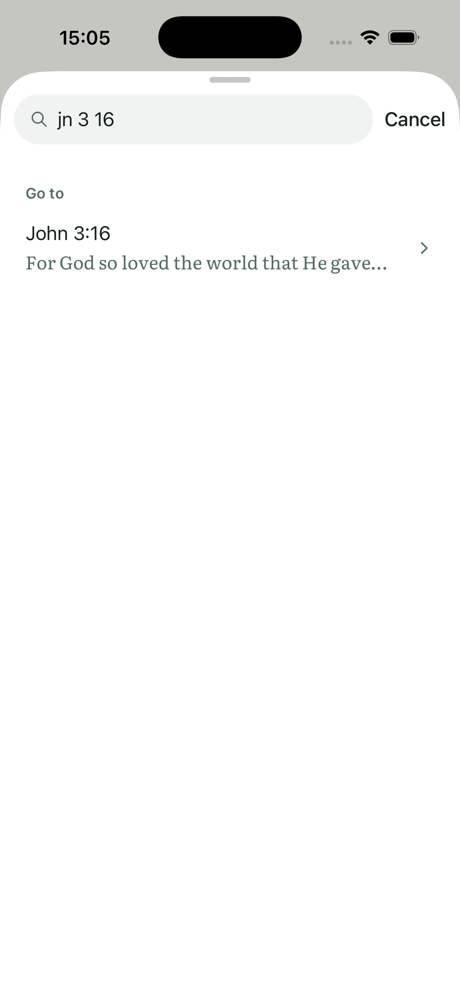 15:05
jn 3 16
Cancel
Go to
John 3:16
For God so loved the world that He gave...